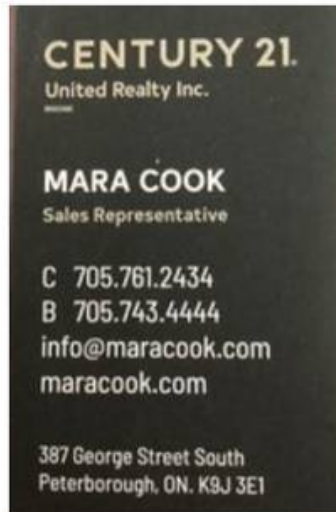 CENTURY 21.
United Realty Inc.
MARA COOK
Sales Representative
C 705.761.2434
B 705.743.4444
info@maracook.com
maracook.com
387 George Street South
Peterborough, ON. K9J 3E1